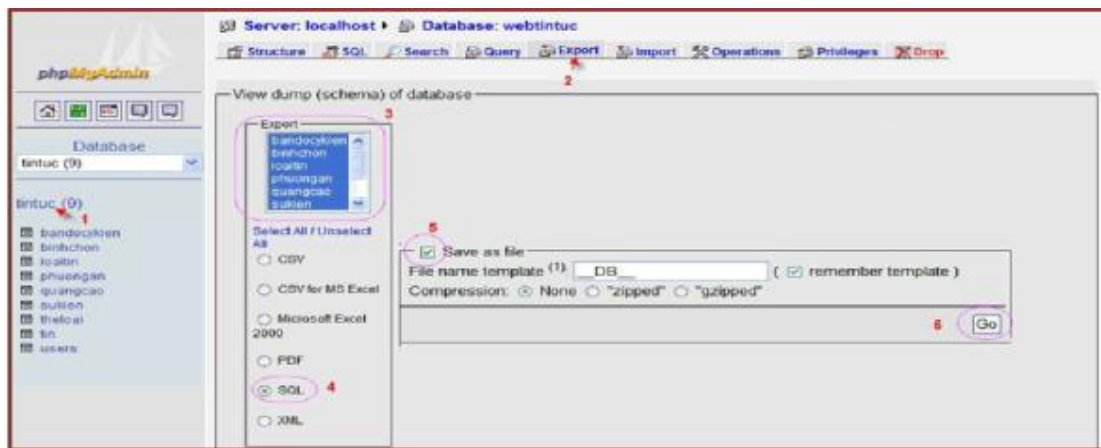 Server: localhost Database: webtintuc
Structure SQL Search Query Export Import Operations Privileges Drop
2
phpMyAdmin
Database
tintuc (9)
tintuc (9)
1
bandocykien
binhchon
loaitin
phuongan
quangcao
sukien
theloai
tin
users
View dump (schema) of database
3
Export
bandocykien
binhchon
loaitin
phuongan
quangcao
sukien
Select All / Unselect
All
CSV
CSV for MS Excel
Microsoft Excel
2000
PDF
SQL 4
XML
5
Save as file
File name template (1): __DB__ ( remember template )
Compression: None "zipped" "gzipped"
6 Go